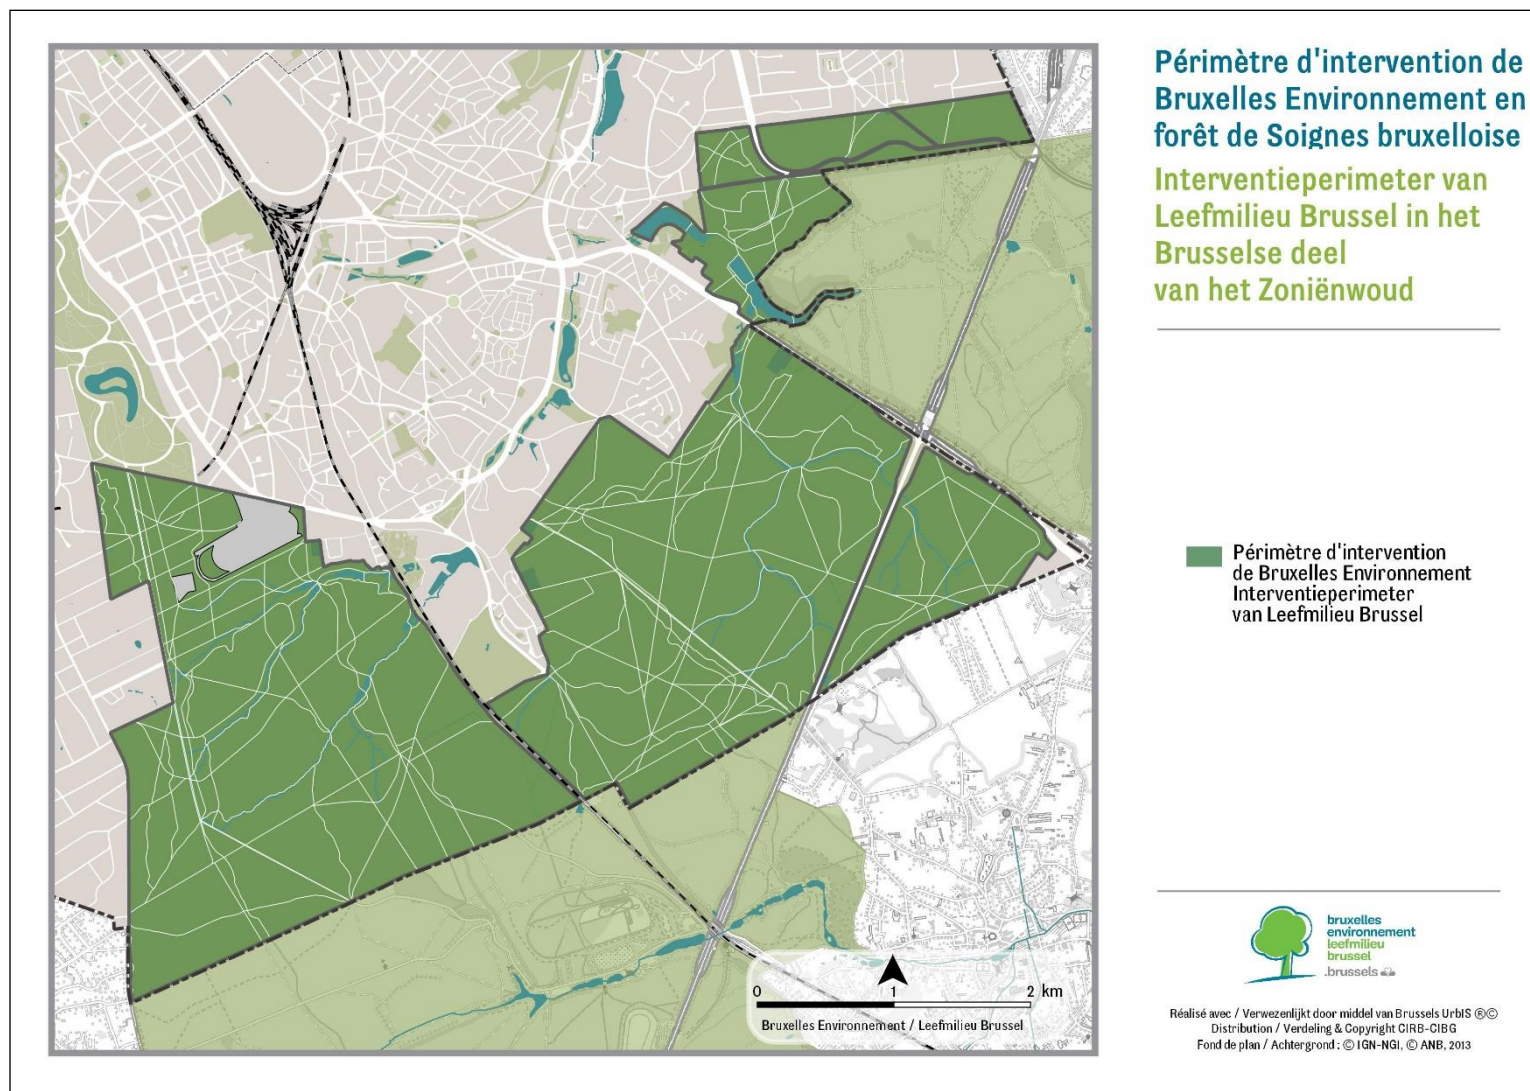 Périmètre d'intervention de
Bruxelles Environnement en
forêt de Soignes bruxelloise
Interventieperimeter van
Leefmilieu Brussel in het
Brusselse deel
van het Zoniënwoud
Périmètre d'intervention
de Bruxelles Environnement
Interventieperimeter
van Leefmilieu Brussel
0 1 2 km
Bruxelles Environnement / Leefmilieu Brussel
bruxelles
environnement
leefmilieu
brussel
.brussels
Réalisé avec / Verwezenlijkt door middel van Brussels UrbIS ®©
Distribution / Verdeling & Copyright CIRB-CIBG
Fond de plan / Achtergrond : © IGN-NGI, © ANB, 2013